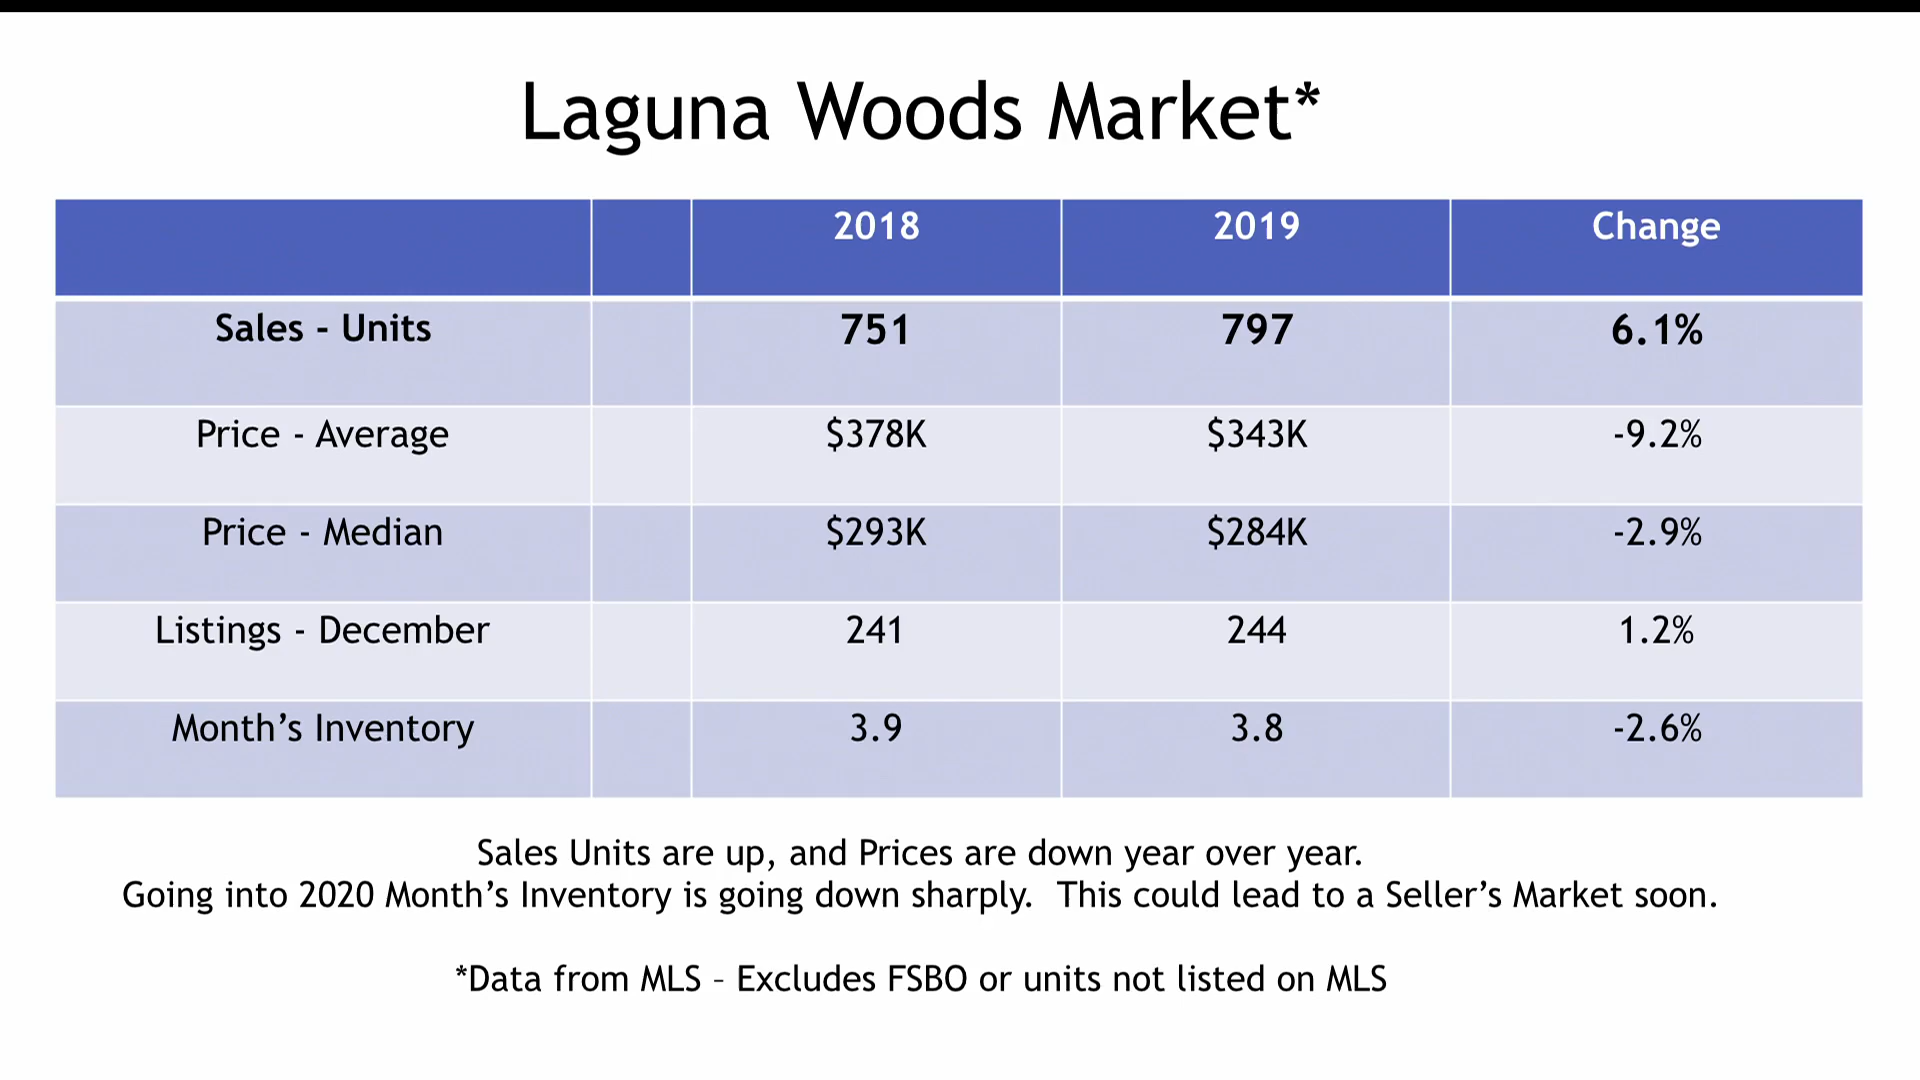 Laguna Woods Market*
2018 2019 Change
Sales - Units 751 797 6.1%
Price - Average $378K $343K -9.2%
Price - Median $293K $284K -2.9%
Listings - December 241 244 1.2%
Month’s Inventory 3.9 3.8 -2.6%
Sales Units are up, and Prices are down year over year.
Going into 2020 Month’s Inventory is going down sharply.  This could lead to a Seller’s Market soon.
*Data from MLS – Excludes FSBO or units not listed on MLS